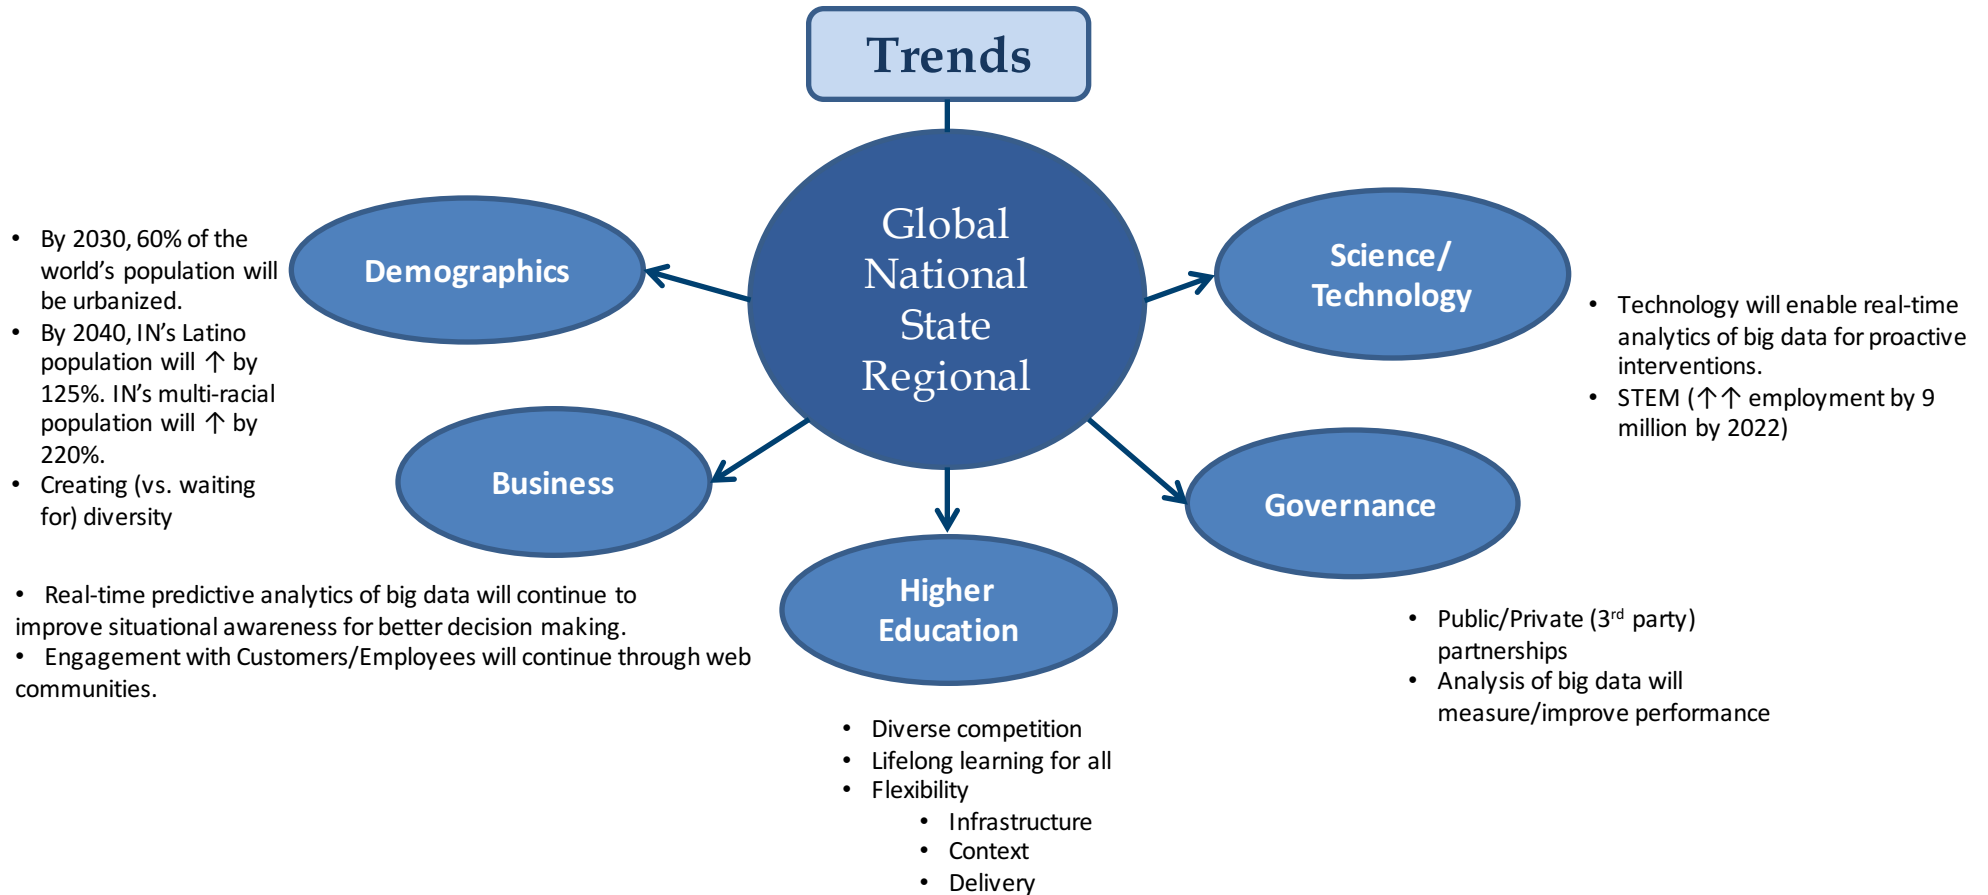 Trends
Global
National
State
Regional
Demographics
• By 2030, 60% of the
world’s population will
be urbanized.
• By 2040, IN’s Latino
population will ↑ by
125%. IN’s multi-racial
population will ↑ by
220%.
• Creating (vs. waiting
for) diversity
Business
• Real-time predictive analytics of big data will continue to
improve situational awareness for better decision making.
• Engagement with Customers/Employees will continue through web
communities.
Higher
Education
• Diverse competition
• Lifelong learning for all
• Flexibility
• Infrastructure
• Context
• Delivery
Governance
• Public/Private (3rd party)
partnerships
• Analysis of big data will
measure/improve performance
Science/
Technology
• Technology will enable real-time
analytics of big data for proactive
interventions.
• STEM (↑↑ employment by 9
million by 2022)